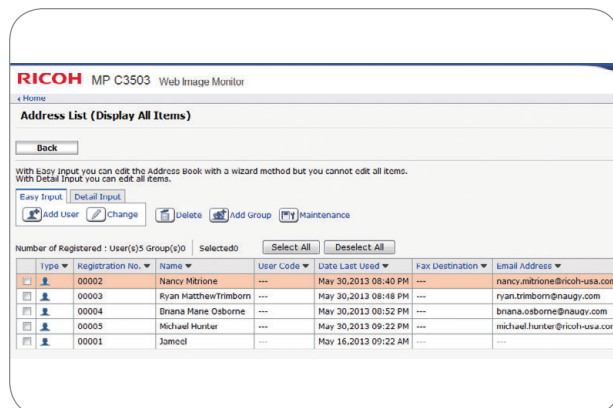 RICOH MP C3503 Web Image Monitor
Home
Address List (Display All Items)
Back
With Easy Input you can edit the Address Book with a wizard method but you cannot edit all items.
With Detail Input you can edit all items.
Easy Input Detail Input
Add User Change Delete Add Group Maintenance
Number of Registered : User(s)5 Group(s)0 Selected0 Select All Deselect All
Type Registration No. Name User Code Date Last Used Fax Destination Email Address
00002 Nancy Mitrione --- May 30,2013 08:40 PM --- nancy.mitrione@ricoh-usa.com
00003 Ryan MatthewTrimborn --- May 30,2013 08:48 PM --- ryan.trimborn@naugy.com
00004 Bnana Mane Osborne --- May 30,2013 08:52 PM --- bnana.osborne@naugy.com
00005 Michael Hunter --- May 30,2013 09:22 PM --- michael.hunter@ricoh-usa.com
00001 Jameel --- May 16,2013 09:22 AM --- ---